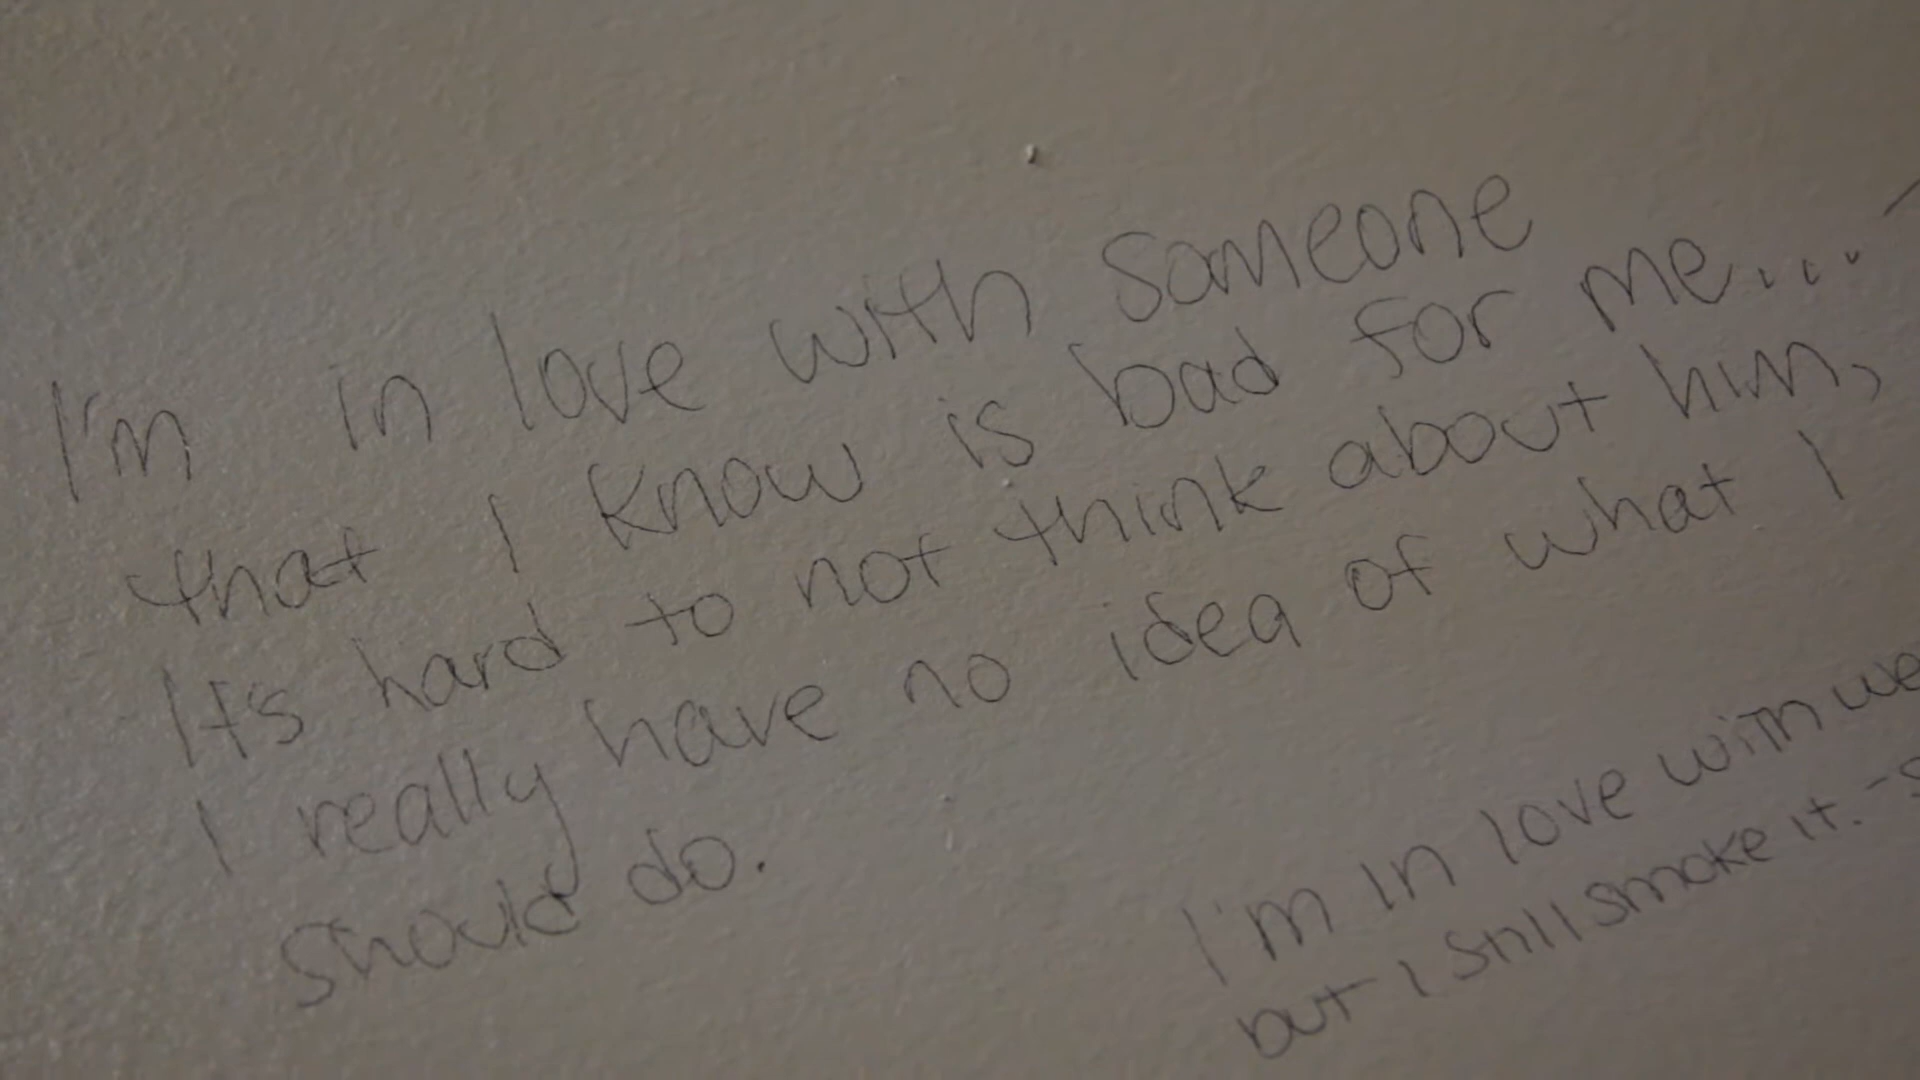 I'm in love with someone
that I know is bad for me...
It's hard to not think about him,
I really have no idea of what I
should do.
I'm in love with we
but I still smoke it. - S